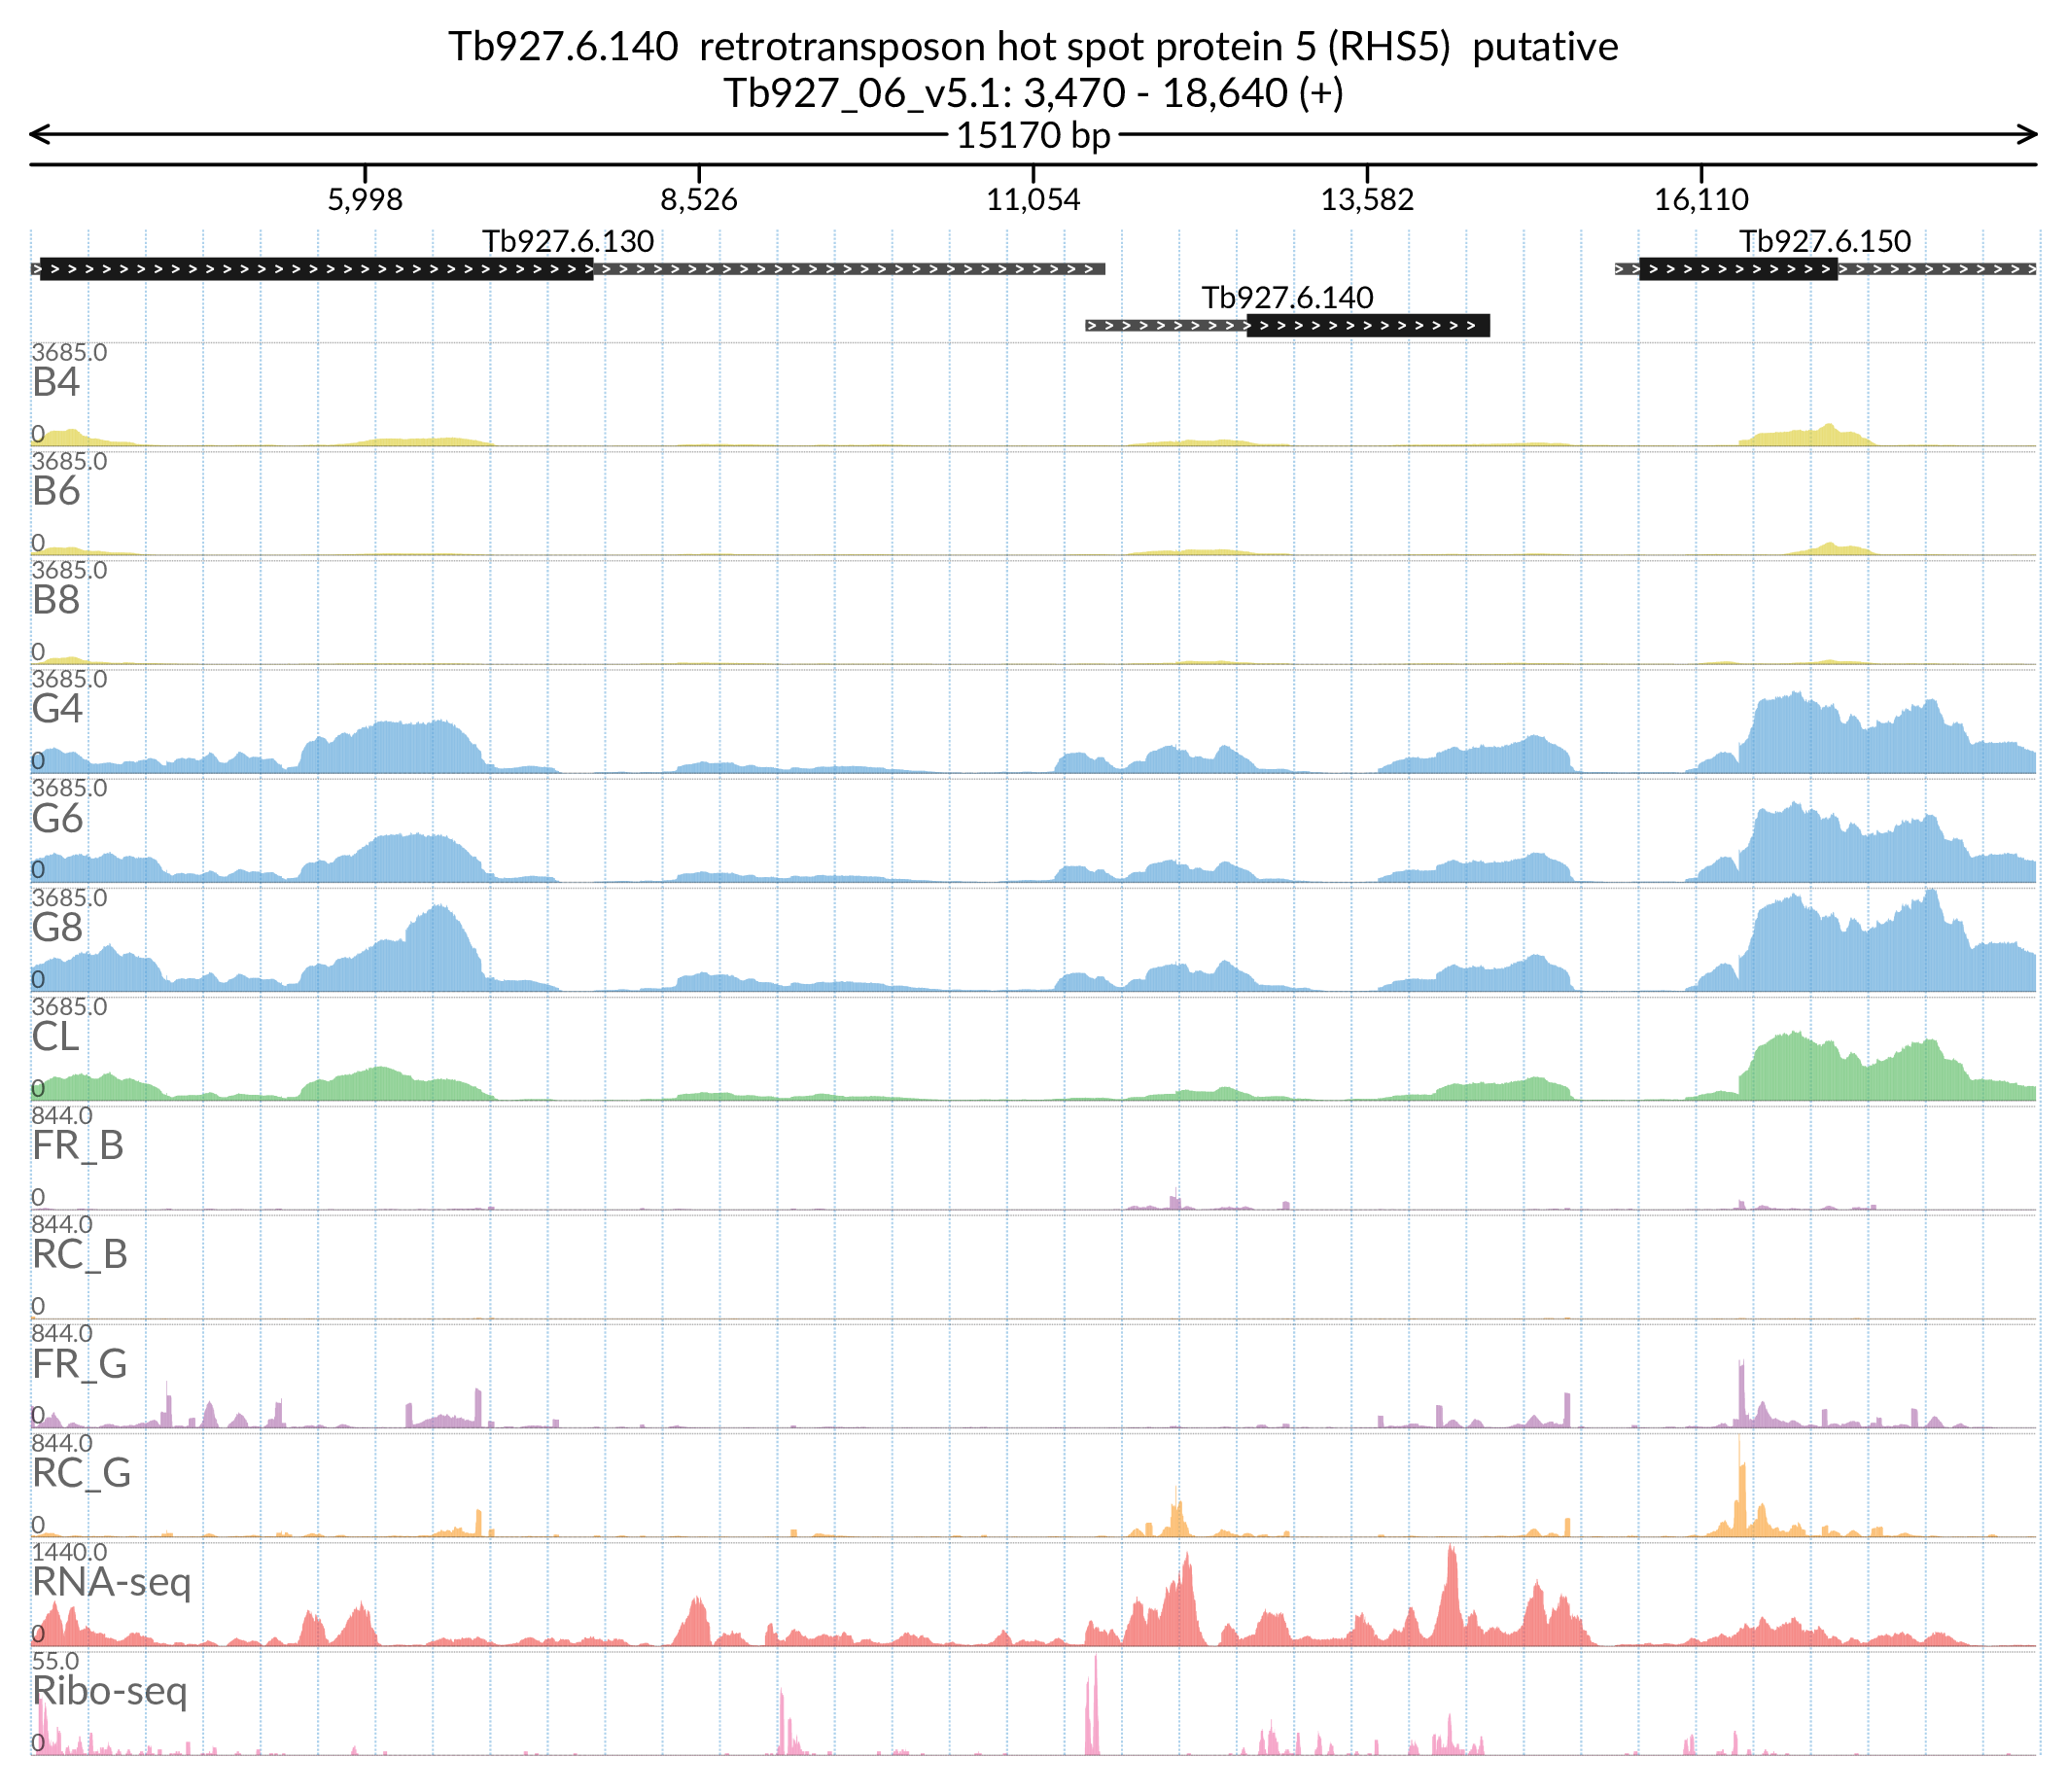 Tb927.6.140 retrotransposon hot spot protein 5 (RHS5) putative
Tb927_06_v5.1: 3,470 - 18,640 (+)
15170 bp
5,998 8,526 11,054 13,582 16,110
Tb927.6.130 Tb927.6.150
Tb927.6.140
3685.0
B4
0
3685.0
B6
0
3685.0
B8
0
3685.0
G4
0
3685.0
G6
0
3685.0
G8
0
3685.0
CL
0
844.0
FR_B
0
844.0
RC_B
0
844.0
FR_G
0
844.0
RC_G
0
1440.0
RNA-seq
0
55.0
Ribo-seq
0